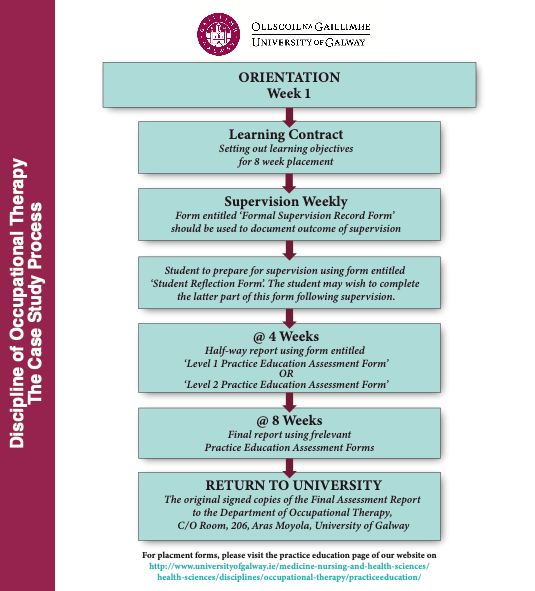 OLLSCOIL NA GAILLIMHE
UNIVERSITY OF GALWAY
Discipline of Occupational Therapy
The Case Study Process
ORIENTATION
Week 1
Learning Contract
Setting out learning objectives
for 8 week placement
Supervision Weekly
Form entitled ‘Formal Supervision Record Form’
should be used to document outcome of supervision
Student to prepare for supervision using form entitled
‘Student Reflection Form’. The student may wish to complete
the latter part of this form following supervision.
@ 4 Weeks
Half-way report using form entitled
‘Level 1 Practice Education Assessment Form’
OR
‘Level 2 Practice Education Assessment Form’
@ 8 Weeks
Final report using frelevant
Practice Education Assessment Forms
RETURN TO UNIVERSITY
The original signed copies of the Final Assessment Report
to the Department of Occupational Therapy,
C/O Room, 206, Aras Moyola, University of Galway
For placment forms, please visit the practice education page of our website on
http://www.universityofgalway.ie/medicine-nursing-and-health-sciences/
health-sciences/disciplines/occupational-therapy/practiceeducation/